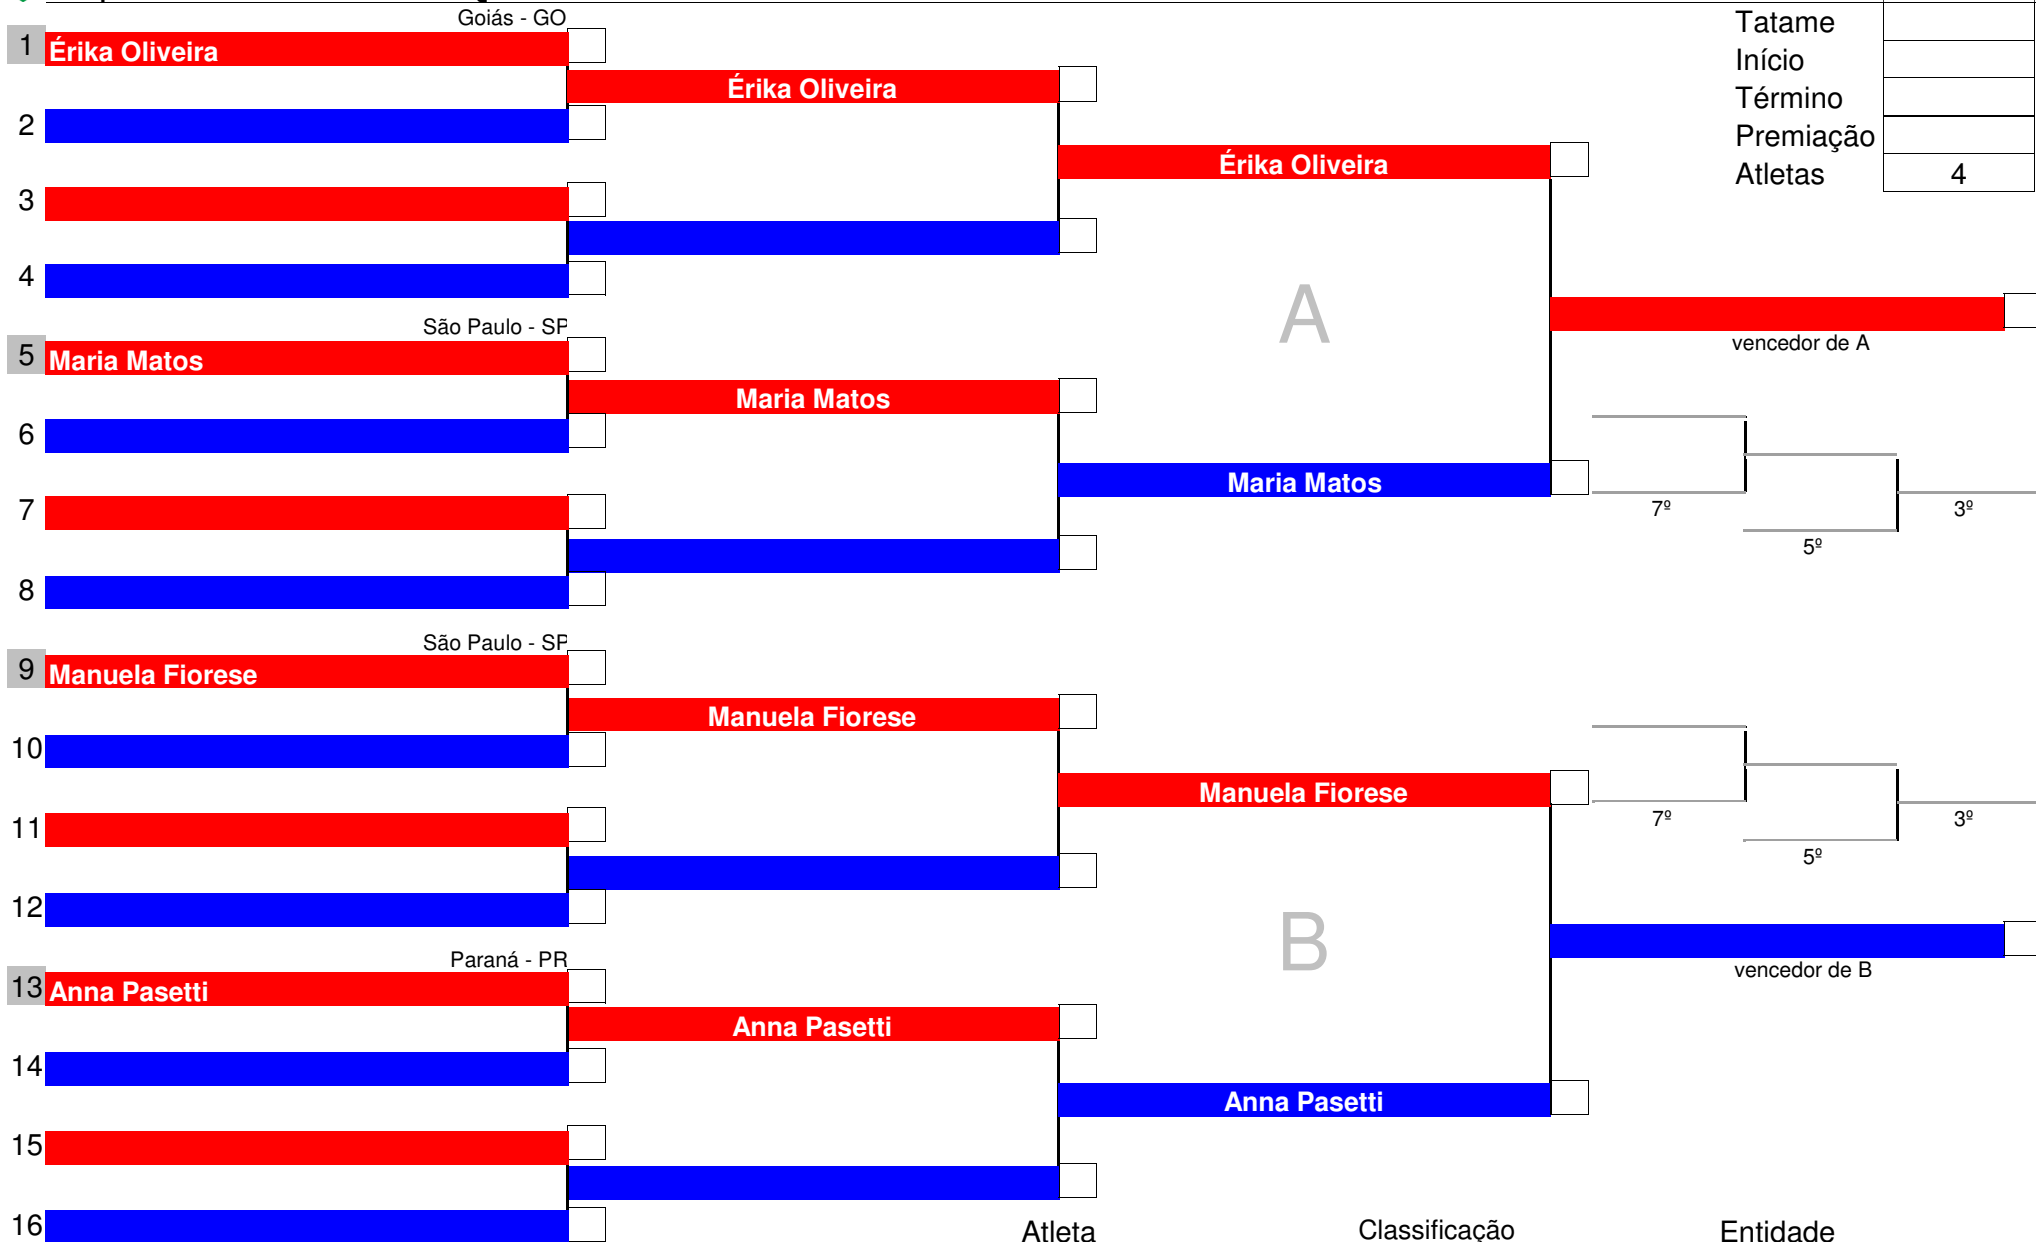 Goiás - GO
Tatame
1 Érika Oliveira
Início
Érika Oliveira
Término
2
Premiação
Érika Oliveira
Atletas 4
3
4
A
São Paulo - SP
vencedor de A
5 Maria Matos
Maria Matos
6
Maria Matos
7
7º 3º
5º
8
São Paulo - SP
9 Manuela Fiorese
Manuela Fiorese
10
Manuela Fiorese
11
7º 3º
5º
12
B
Paraná - PR
vencedor de B
13 Anna Pasetti
Anna Pasetti
14
Anna Pasetti
15
16
Atleta Classificação Entidade